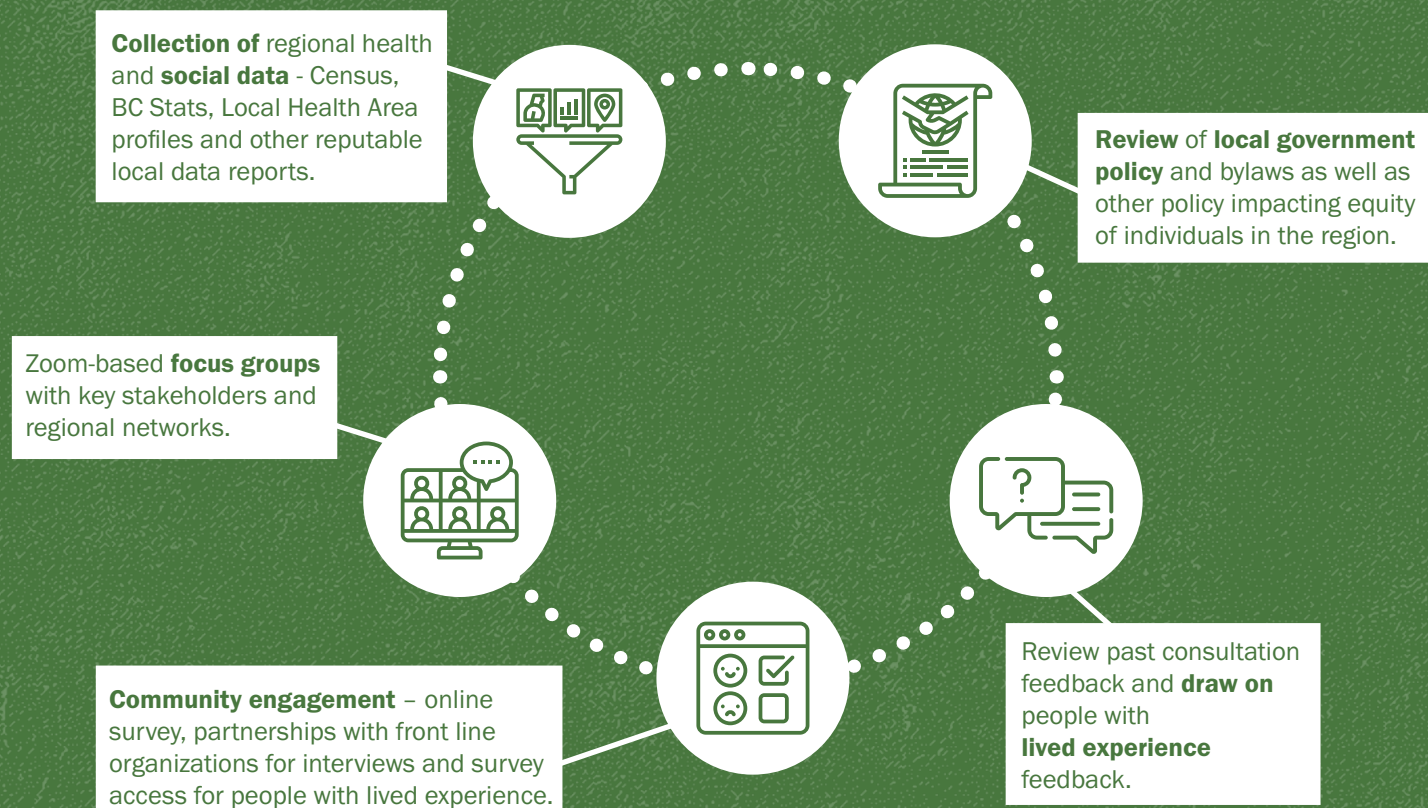 Collection of regional health
and social data - Census,
BC Stats, Local Health Area
profiles and other reputable
local data reports.
Review of local government
policy and bylaws as well as
other policy impacting equity
of individuals in the region.
Zoom-based focus groups
with key stakeholders and
regional networks.
?
Review past consultation
feedback and draw on
people with
lived experience
feedback.
Community engagement – online
survey, partnerships with front line
organizations for interviews and survey
access for people with lived experience.